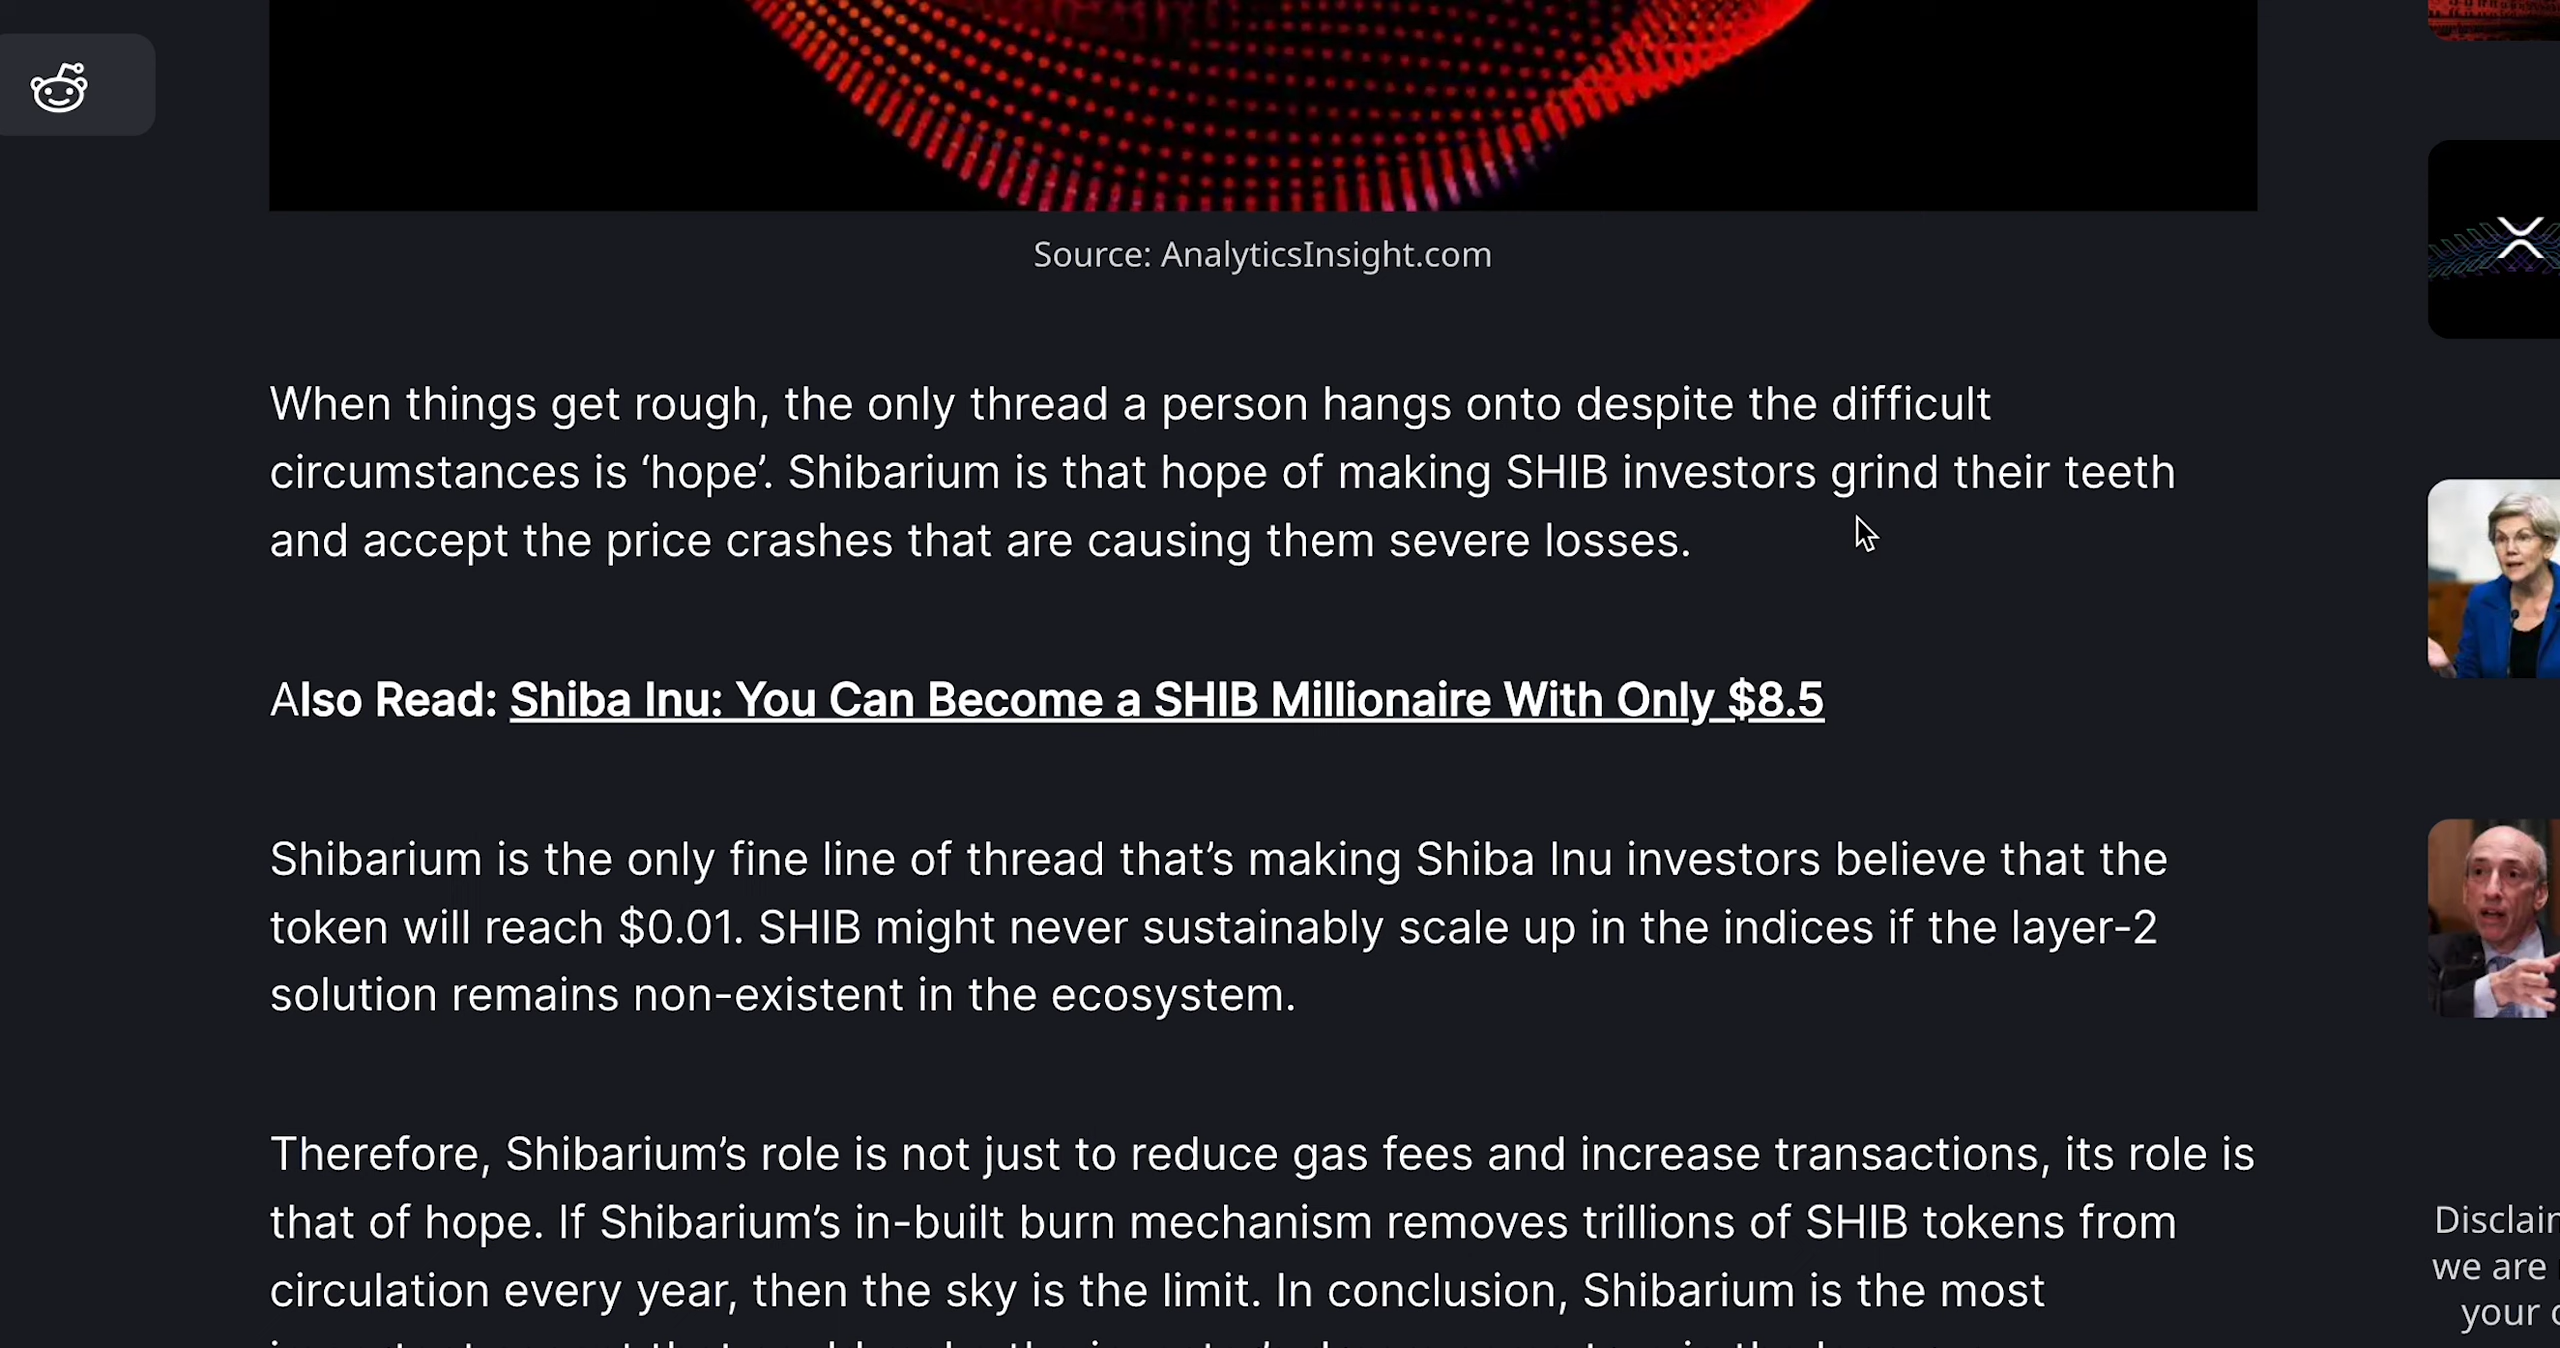 Source: AnalyticsInsight.com
When things get rough, the only thread a person hangs onto despite the difficult
circumstances is ‘hope’. Shibarium is that hope of making SHIB investors grind their teeth
and accept the price crashes that are causing them severe losses.
Also Read: Shiba Inu: You Can Become a SHIB Millionaire With Only $8.5
Shibarium is the only fine line of thread that’s making Shiba Inu investors believe that the
token will reach $0.01. SHIB might never sustainably scale up in the indices if the layer-2
solution remains non-existent in the ecosystem.
Therefore, Shibarium’s role is not just to reduce gas fees and increase transactions, its role is
that of hope. If Shibarium’s in-built burn mechanism removes trillions of SHIB tokens from
circulation every year, then the sky is the limit. In conclusion, Shibarium is the most
we are
your